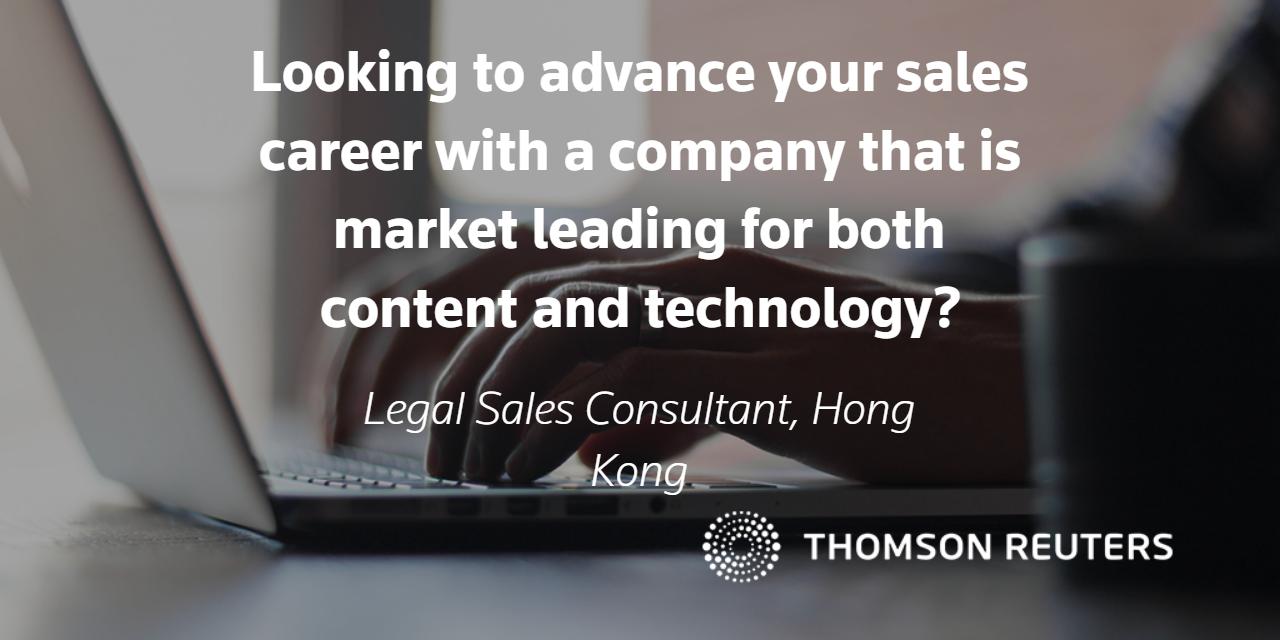 Looking to advance your sales
career with a company that is
market leading for both
content and technology?
Legal Sales Consultant, Hong
Kong
THOMSON REUTERS